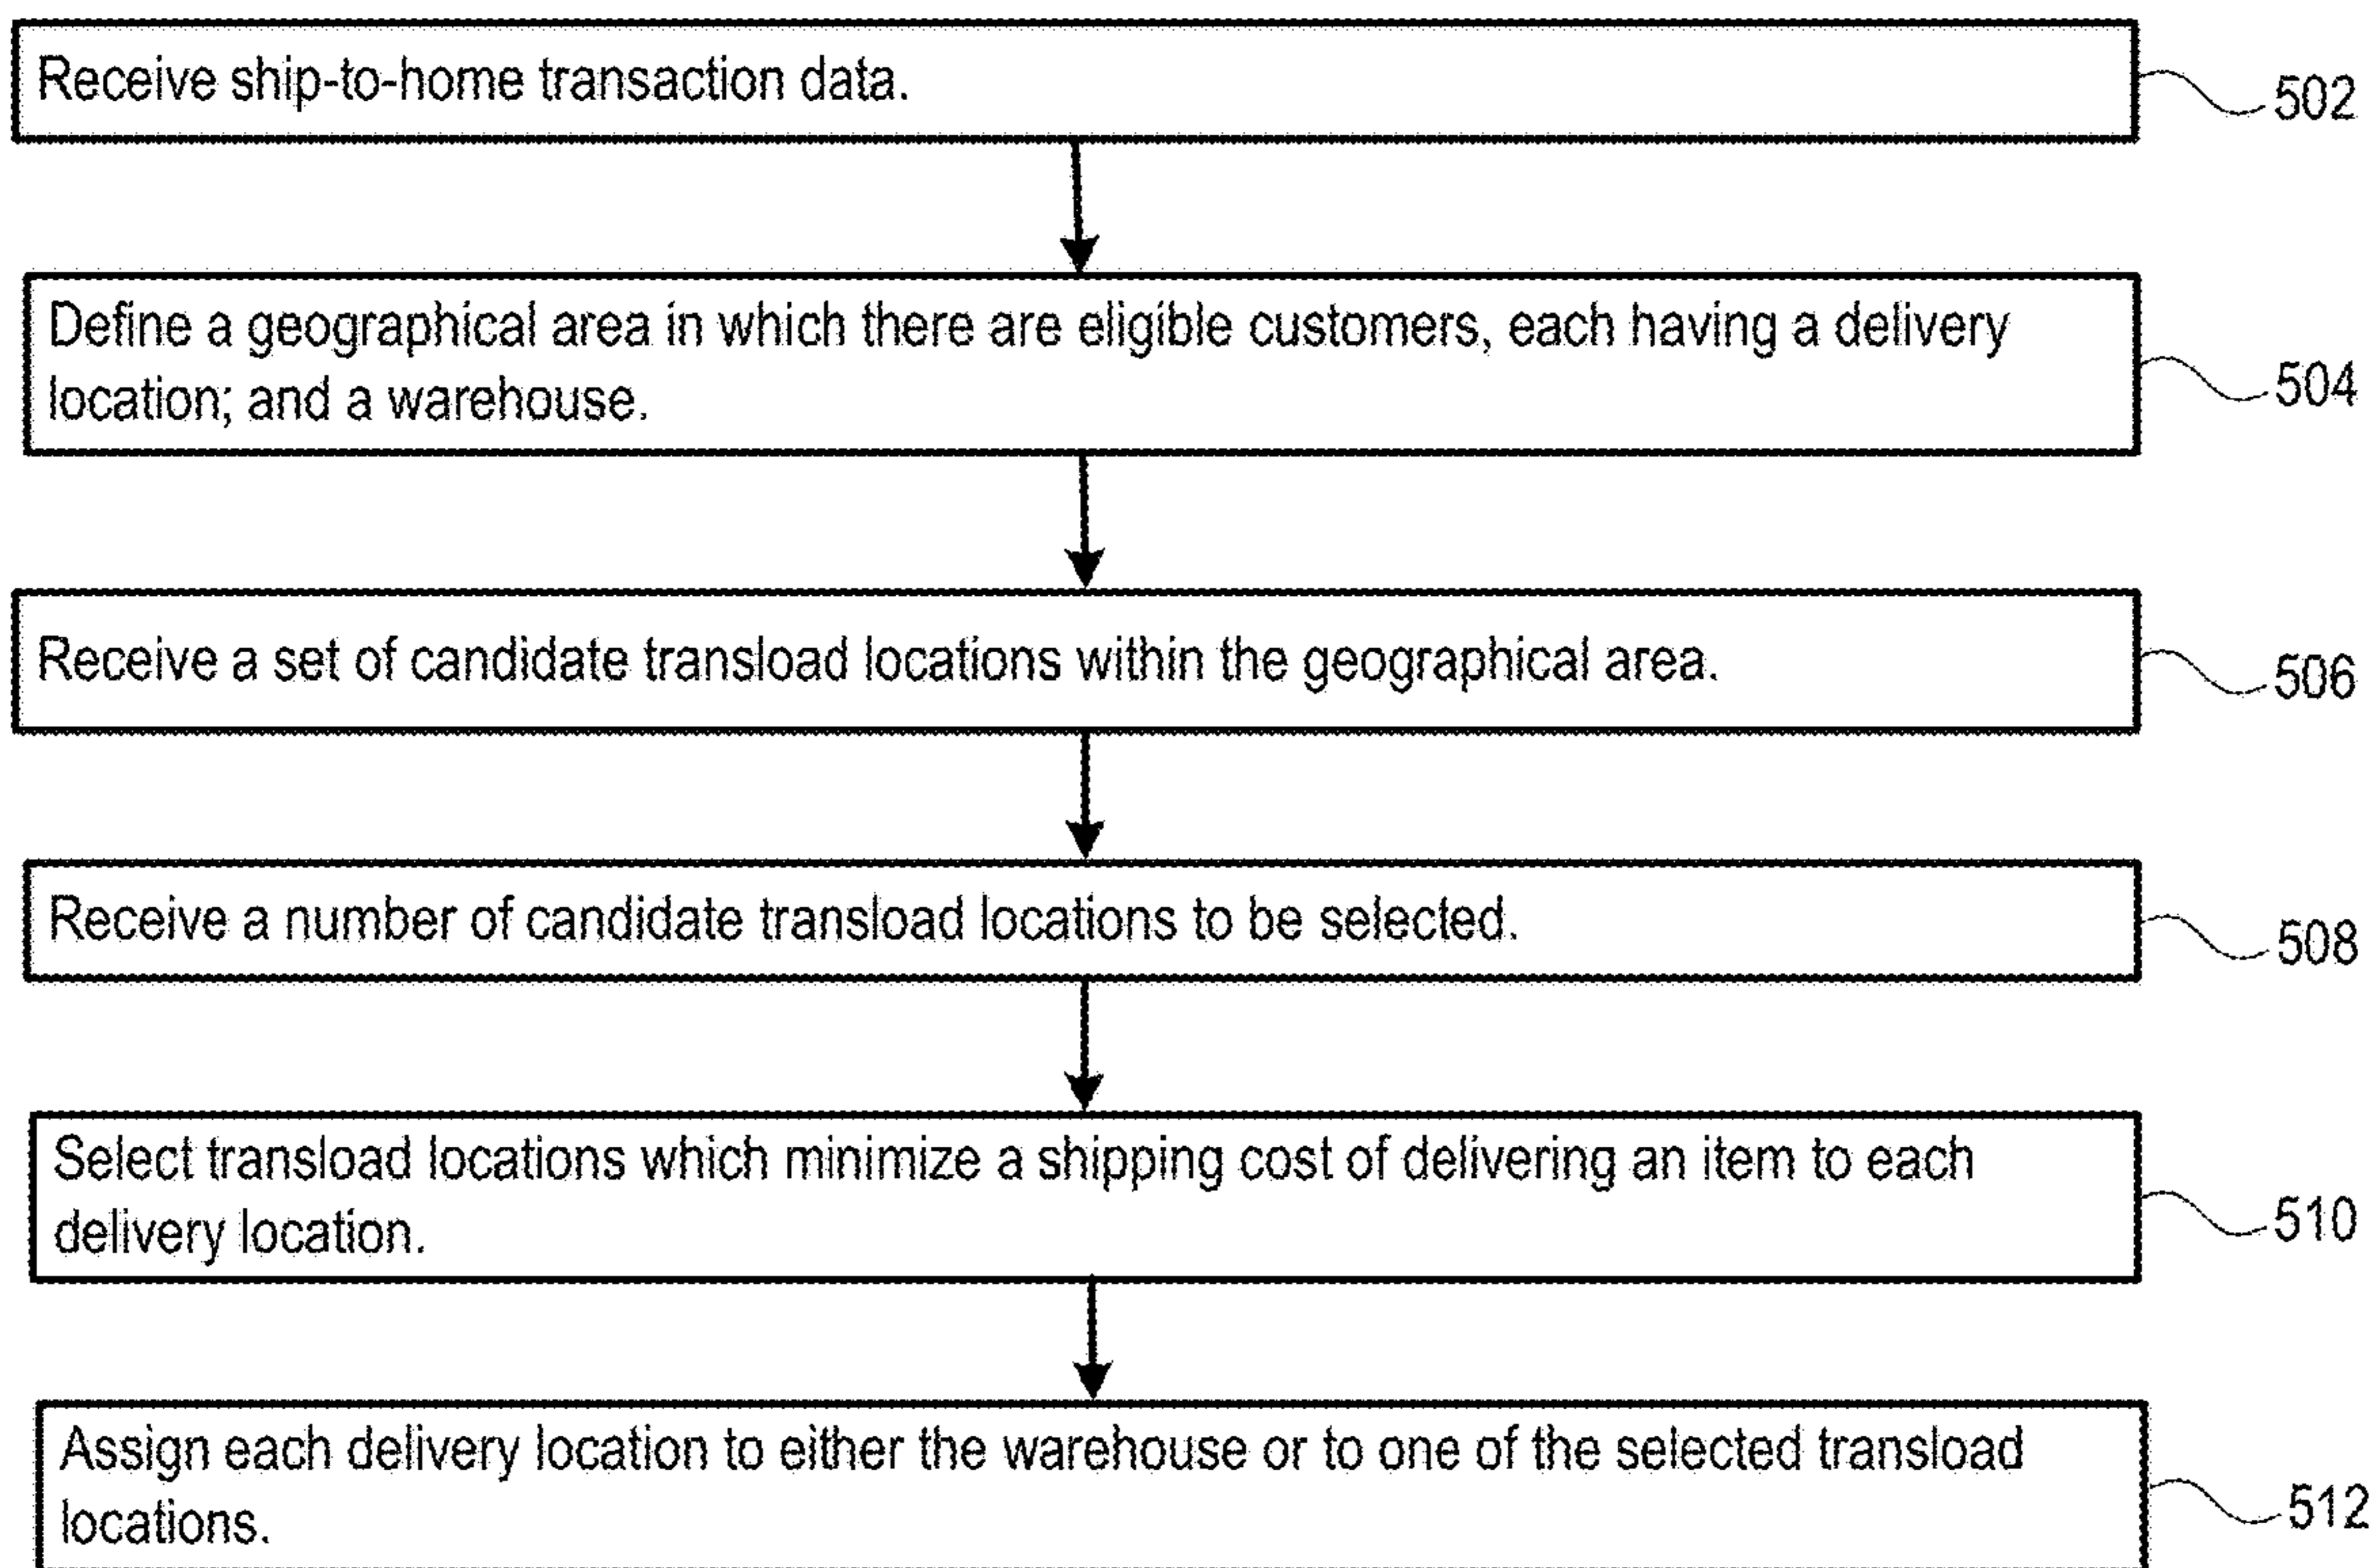 Receive ship-to-home transaction data.
502
Define a geographical area in which there are eligible customers, each having a delivery
location; and a warehouse.
504
Receive a set of candidate transload locations within the geographical area.
506
Receive a number of candidate transload locations to be selected.
508
Select transload locations which minimize a shipping cost of delivering an item to each
delivery location.
510
Assign each delivery location to either the warehouse or to one of the selected transload
locations.
512